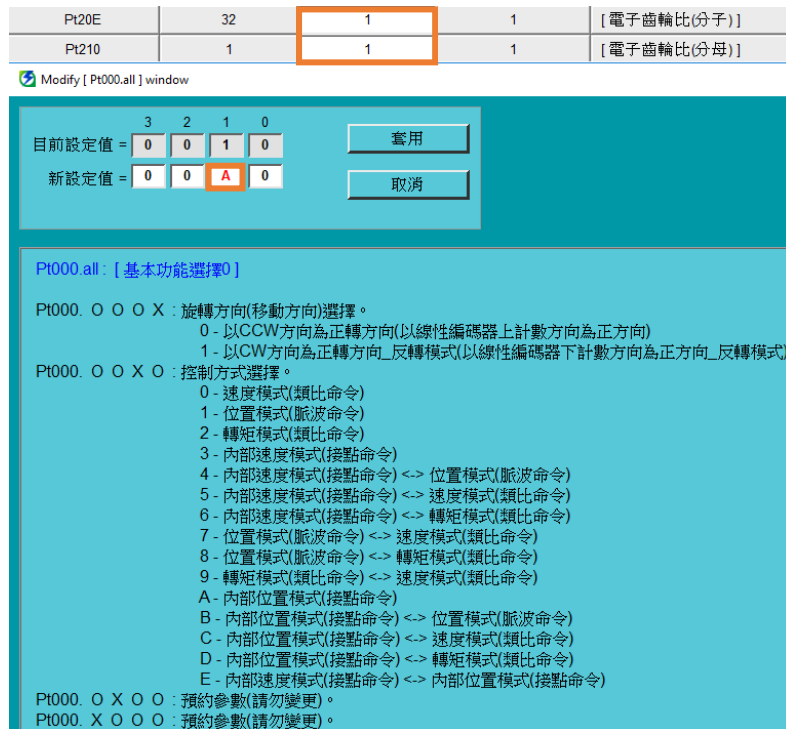 Pt20E 32 1 1 [ 電子齒輪比(分子) ]
Pt210 1 1 1 [ 電子齒輪比(分母) ]
Modify [ Pt000.all ] window
3 2 1 0
目前設定值 = 0 0 1 0 套用
新設定值 = 0 0 A 0 取消
Pt000.all : [ 基本功能選擇0 ]
Pt000. O O O X : 旋轉方向(移動方向)選擇。
0 - 以CCW方向為正轉方向(以線性編碼器上計數方向為正方向)
1 - 以CW方向為正轉方向_反轉模式(以線性編碼器下計數方向為正方向_反轉模式)
Pt000. O O X O : 控制方式選擇。
0 - 速度模式(類比命令)
1 - 位置模式(脈波命令)
2 - 轉矩模式(類比命令)
3 - 內部速度模式(接點命令)
4 - 內部速度模式(接點命令) <-> 位置模式(脈波命令)
5 - 內部速度模式(接點命令) <-> 速度模式(類比命令)
6 - 內部速度模式(接點命令) <-> 轉矩模式(類比命令)
7 - 位置模式(脈波命令) <-> 速度模式(類比命令)
8 - 位置模式(脈波命令) <-> 轉矩模式(類比命令)
9 - 轉矩模式(類比命令) <-> 速度模式(類比命令)
A - 內部位置模式(接點命令)
B - 內部位置模式(接點命令) <-> 位置模式(脈波命令)
C - 內部位置模式(接點命令) <-> 速度模式(類比命令)
D - 內部位置模式(接點命令) <-> 轉矩模式(類比命令)
E - 內部速度模式(接點命令) <-> 內部位置模式(接點命令)
Pt000. O X O O : 預約參數(請勿變更)。
Pt000. X O O O : 預約參數(請勿變更)。